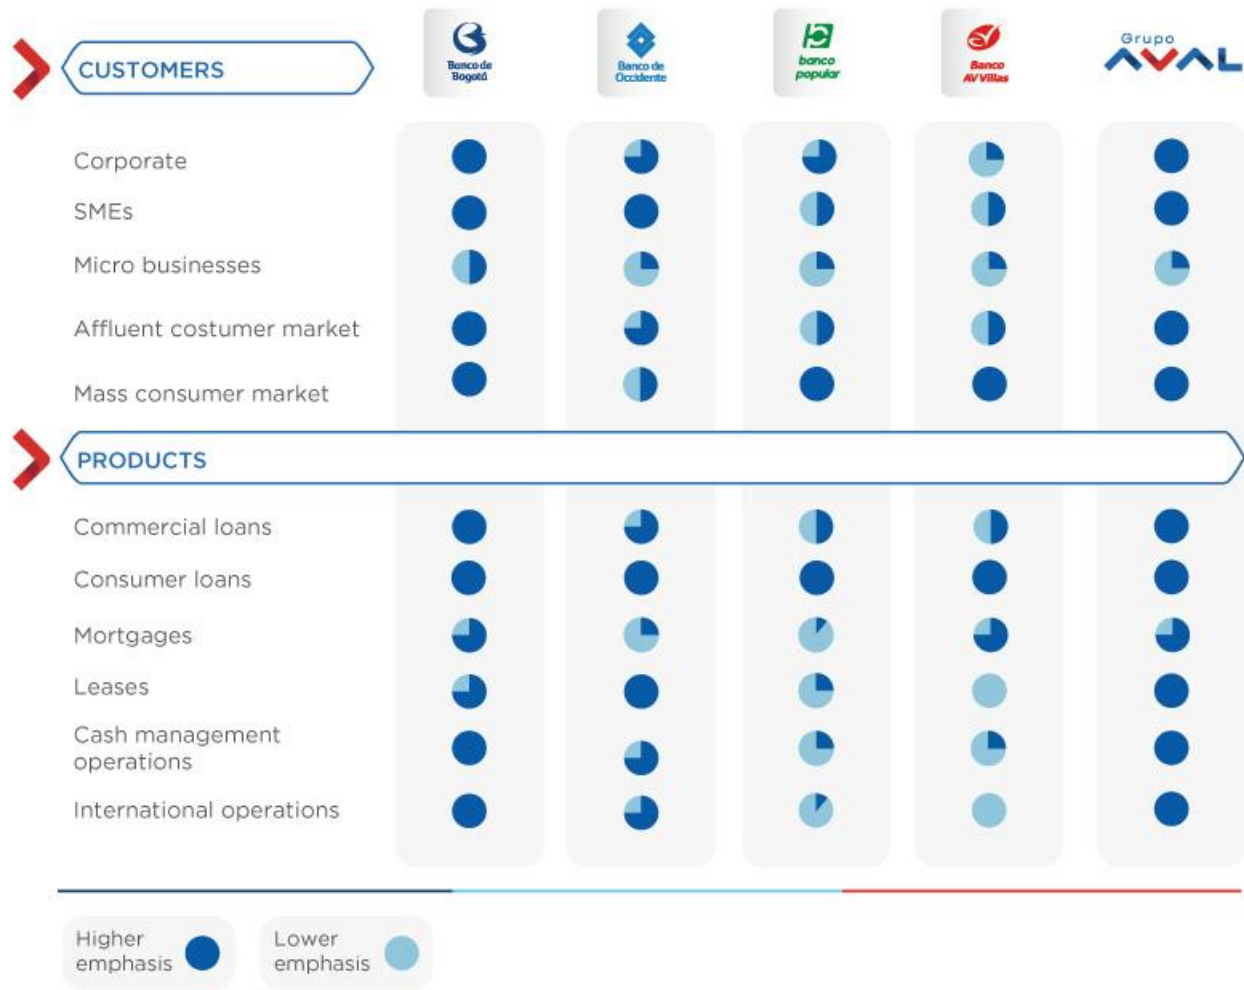 CUSTOMERS
Banco de
Bogotá
Banco de
Occidente
banco
popular
Banco
AV Villas
Grupo
AVAL
Corporate
SMEs
Micro businesses
Affluent costumer market
Mass consumer market
PRODUCTS
Commercial loans
Consumer loans
Mortgages
Leases
Cash management
operations
International operations
Higher
emphasis
Lower
emphasis